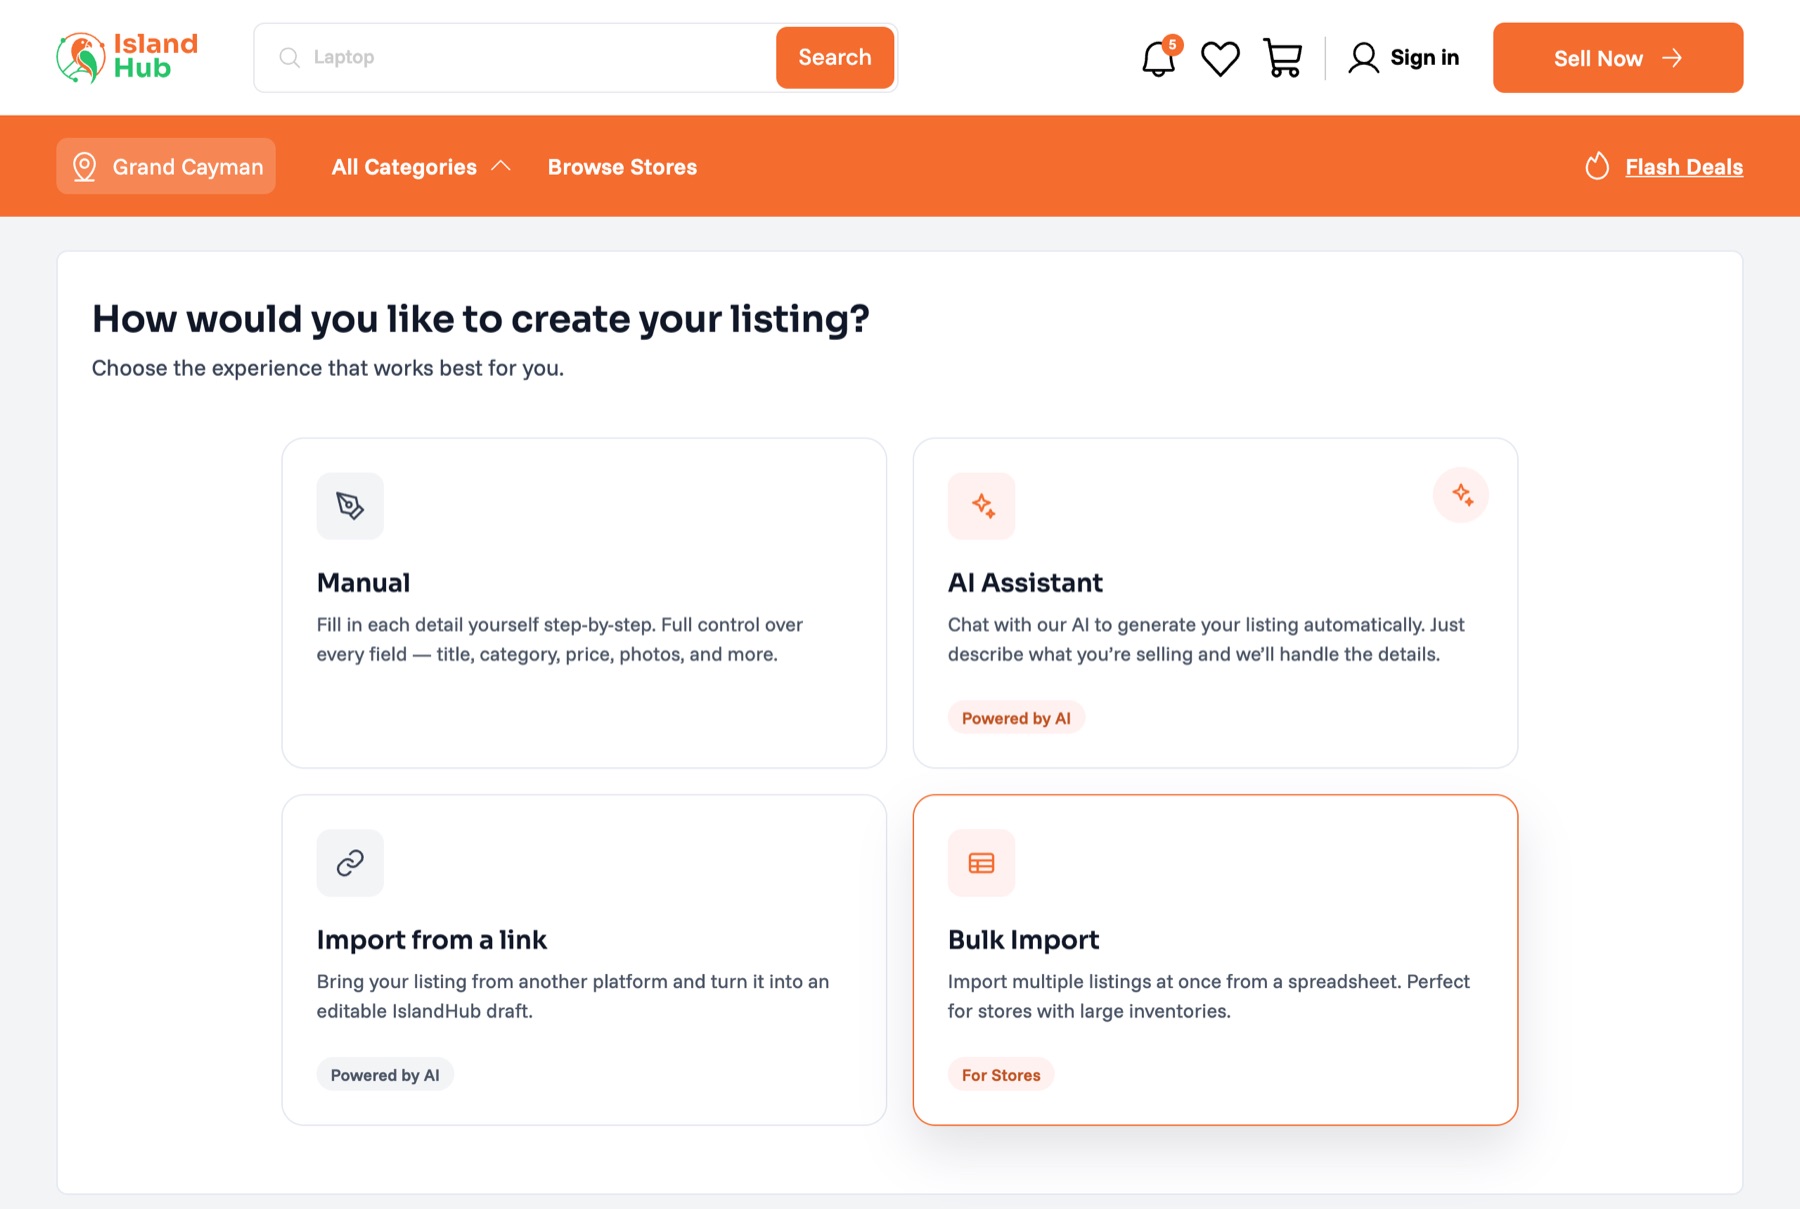 Island
Hub
Laptop
Search
5
Sign in
Sell Now
Grand Cayman
All Categories
Browse Stores
Flash Deals
How would you like to create your listing?
Choose the experience that works best for you.
Manual
Fill in each detail yourself step-by-step. Full control over
every field — title, category, price, photos, and more.
AI Assistant
Chat with our AI to generate your listing automatically. Just
describe what you’re selling and we’ll handle the details.
Powered by AI
Import from a link
Bring your listing from another platform and turn it into an
editable IslandHub draft.
Powered by AI
Bulk Import
Import multiple listings at once from a spreadsheet. Perfect
for stores with large inventories.
For Stores